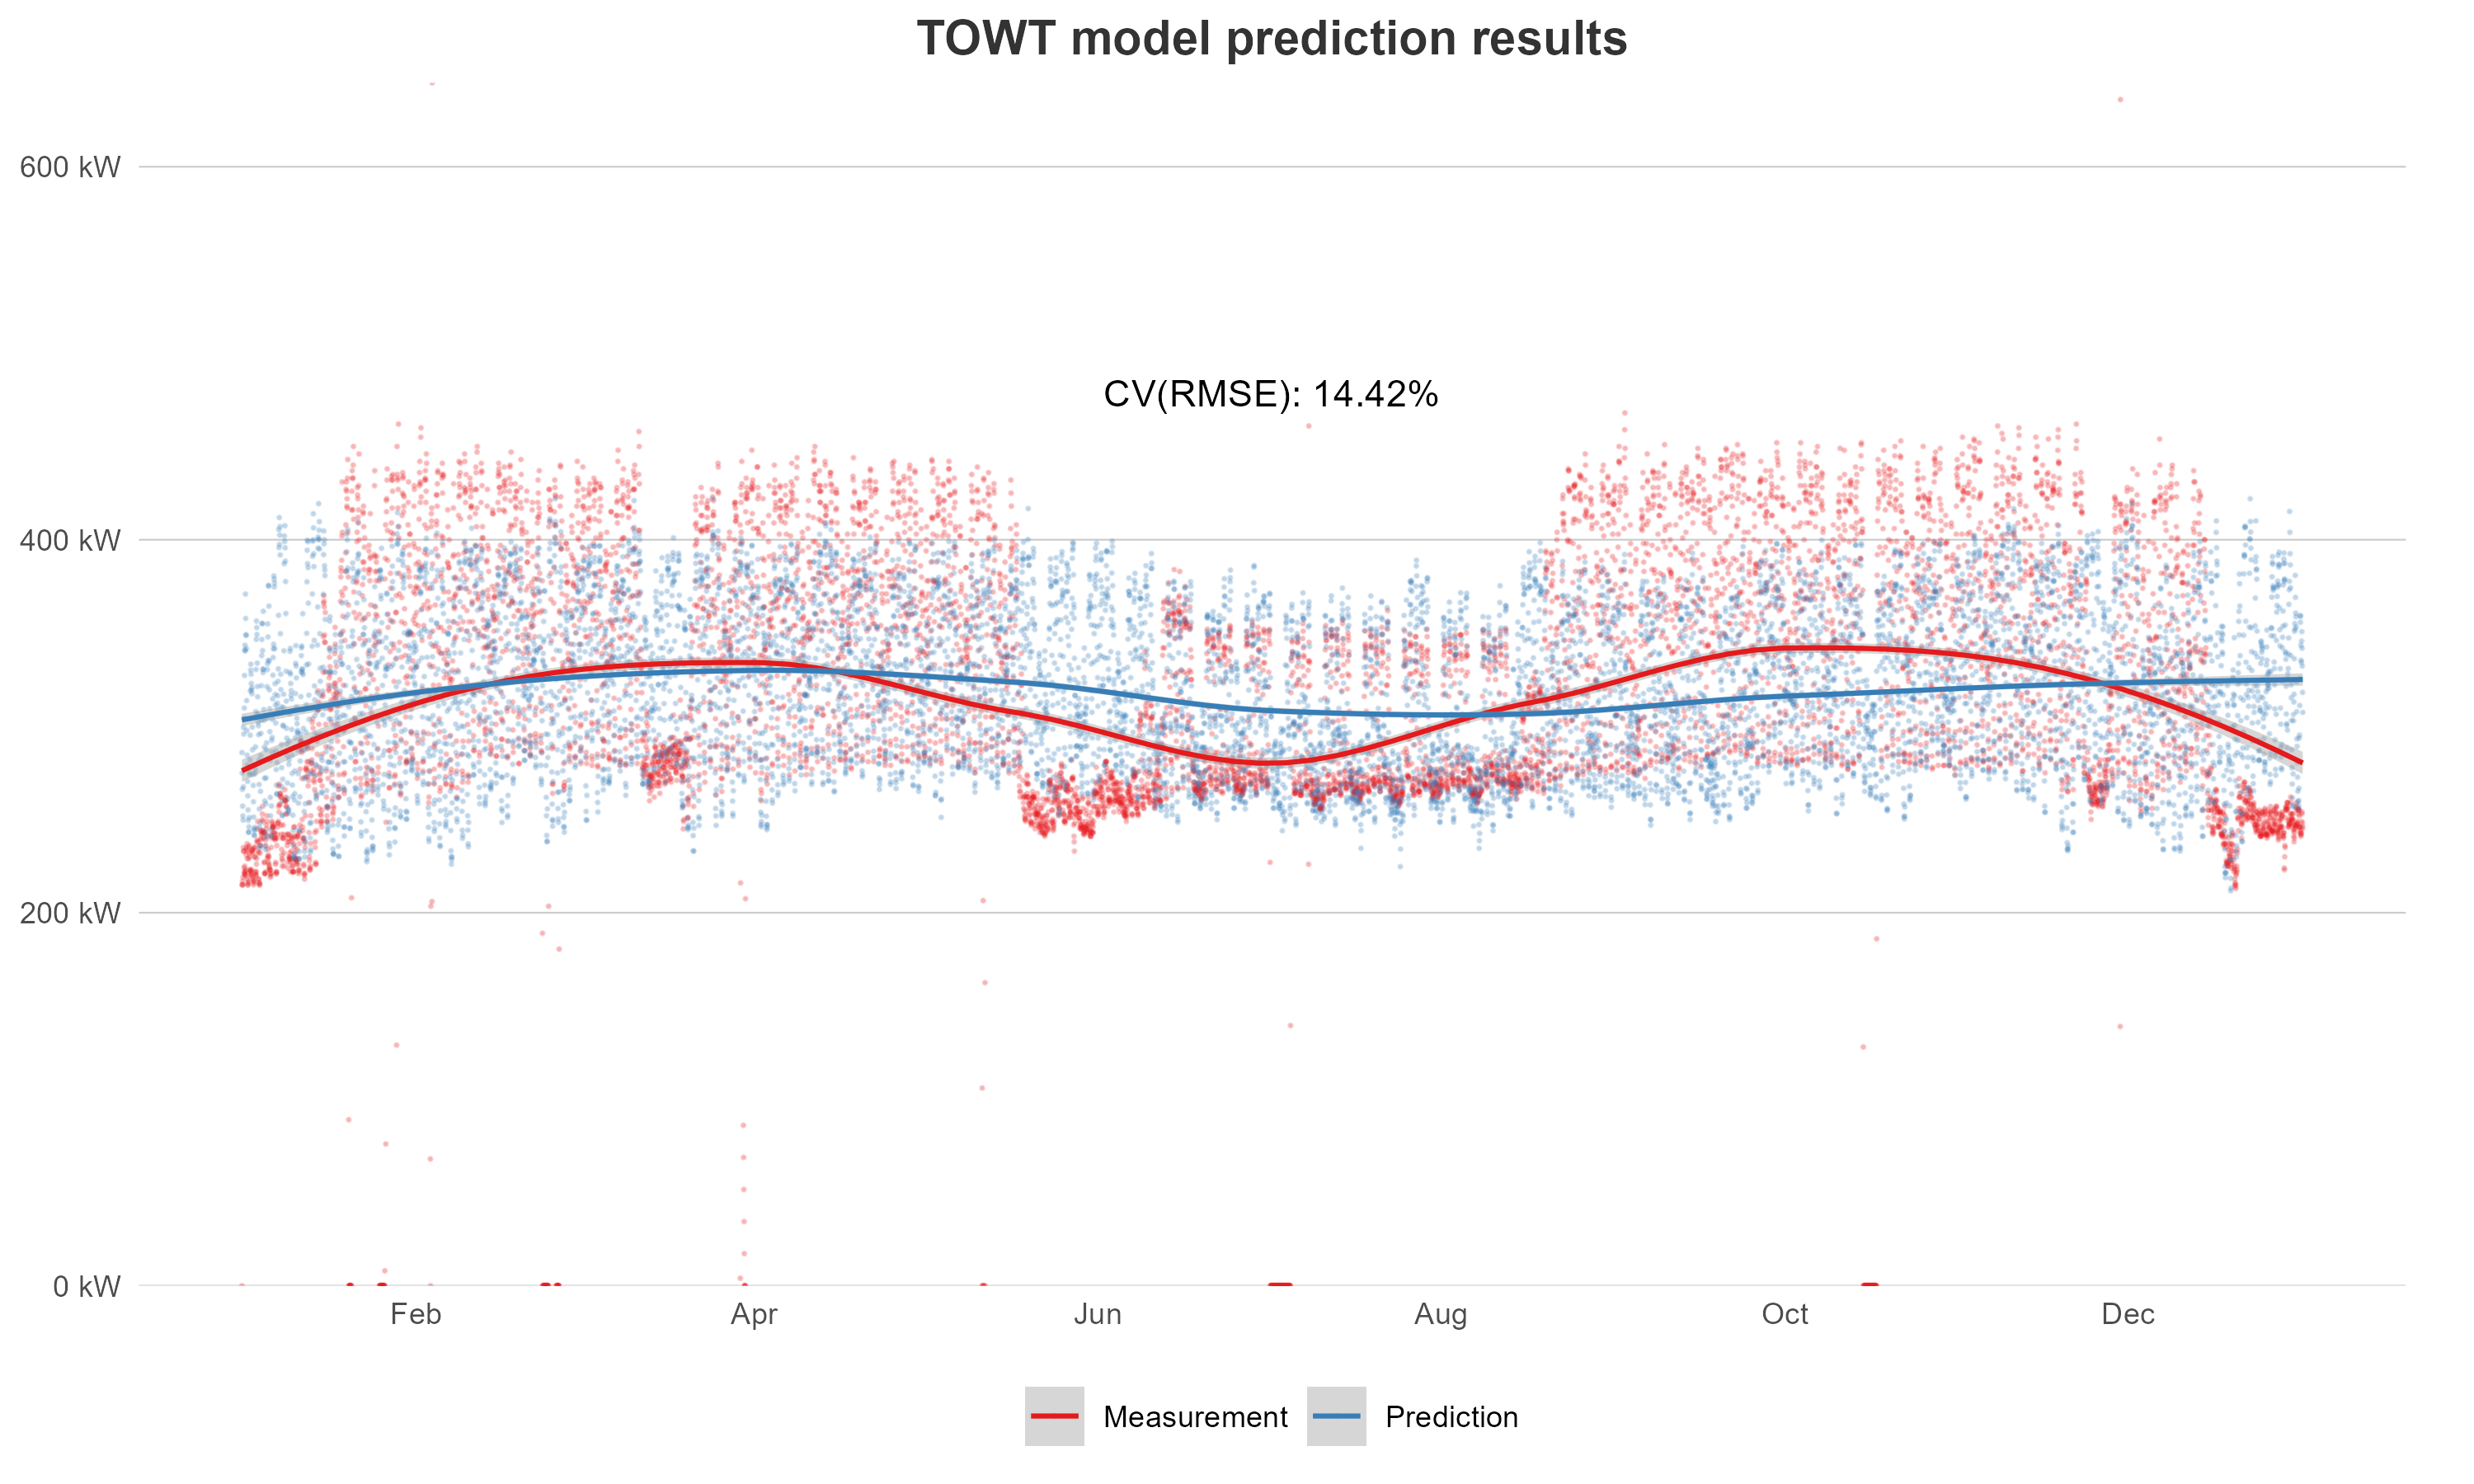 TOWT model prediction results
600 kW
CV(RMSE): 14.42%
400 kW
200 kW
0 kW
Feb Apr Jun Aug Oct Dec
Measurement Prediction